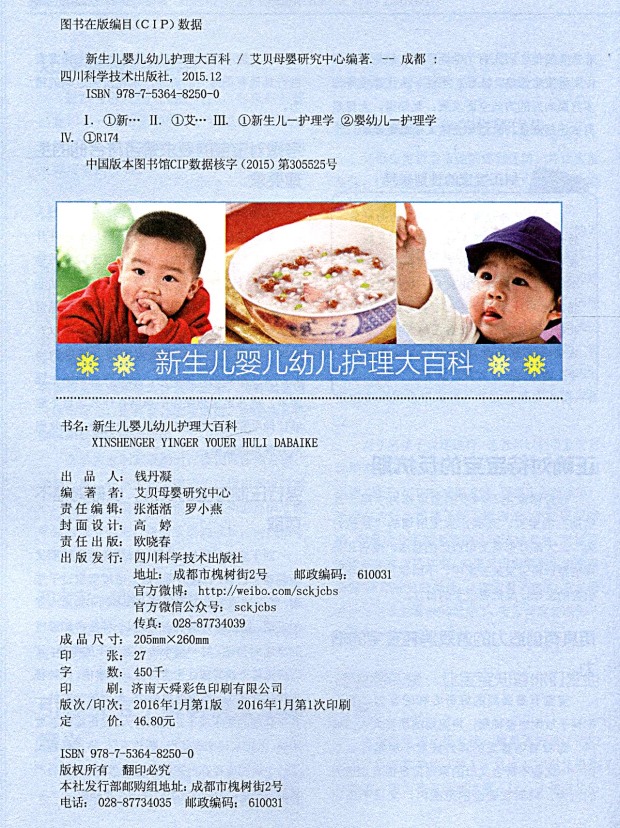 图书在版编目(CIP)数据
新生儿婴儿幼儿护理大百科 / 艾贝母婴研究中心编著. -- 成都:
四川科学技术出版社, 2015.12
ISBN 978-7-5364-8250-0
Ⅰ. ①新… Ⅱ. ①艾… Ⅲ. ①新生儿—护理学 ②婴幼儿—护理学
Ⅳ. ①R174
中国版本图书馆CIP数据核字(2015)第305525号
新生儿婴儿幼儿护理大百科
书名: 新生儿婴儿幼儿护理大百科
XINSHENGER YINGER YOUER HULI DABAIKE
出 品 人: 钱丹凝
编 著 者: 艾贝母婴研究中心
责任编辑: 张湉湉 罗小燕
封面设计: 高 婷
责任出版: 欧晓春
出版发行: 四川科学技术出版社
地址: 成都市槐树街2号 邮政编码: 610031
官方微博: http://weibo.com/sckjcbs
官方微信公众号: sckjcbs
传真: 028-87734039
成品尺寸: 205mm×260mm
印 张: 27
字 数: 450千
印 刷: 济南天舜彩色印刷有限公司
版次/印次: 2016年1月第1版 2016年1月第1次印刷
定 价: 46.80元
ISBN 978-7-5364-8250-0
版权所有 翻印必究
本社发行部邮购组地址: 成都市槐树街2号
电话: 028-87734035 邮政编码: 610031